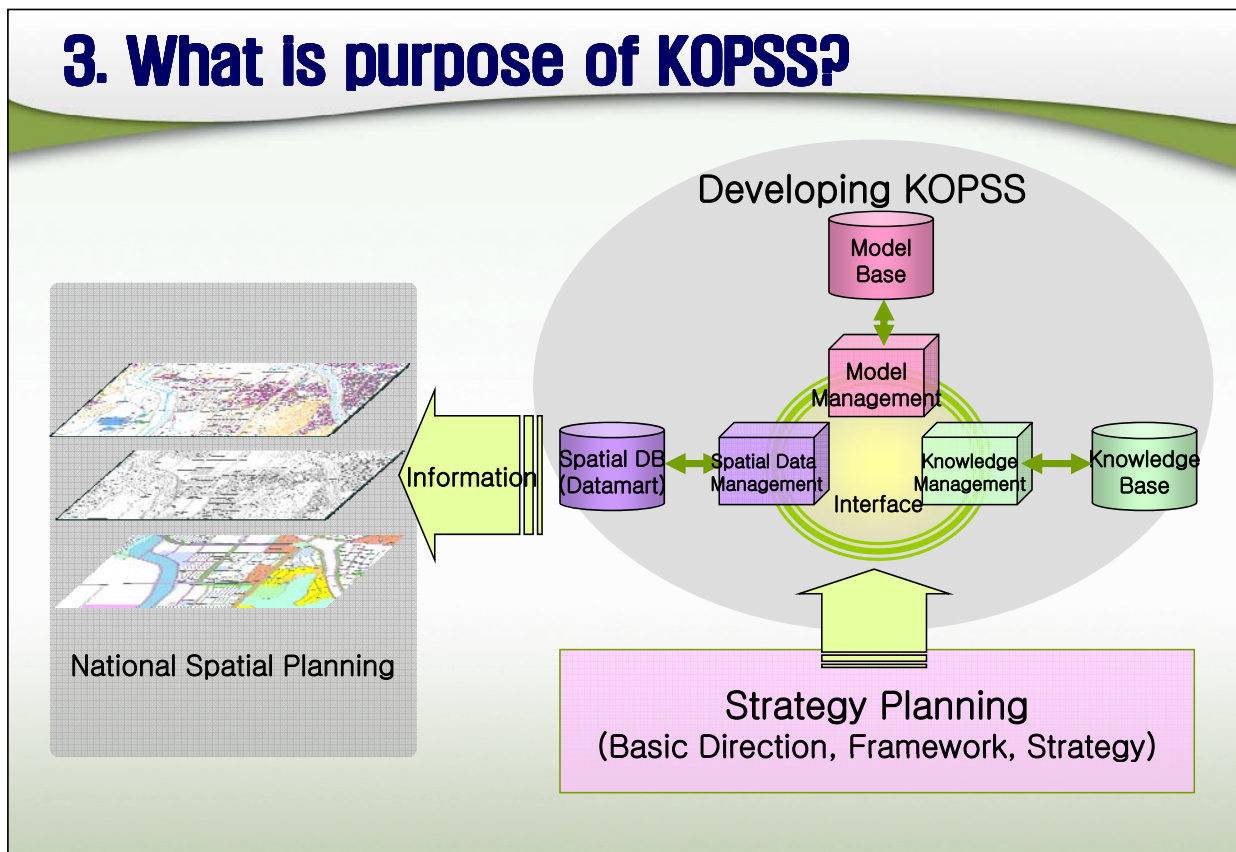 3. What is purpose of KOPSS?
Developing KOPSS
Model
Base
Model
Management
Spatial DB
(Datamart)
Spatial Data
Management
Knowledge
Management
Knowledge
Base
Interface
Information
National Spatial Planning
Strategy Planning
(Basic Direction, Framework, Strategy)